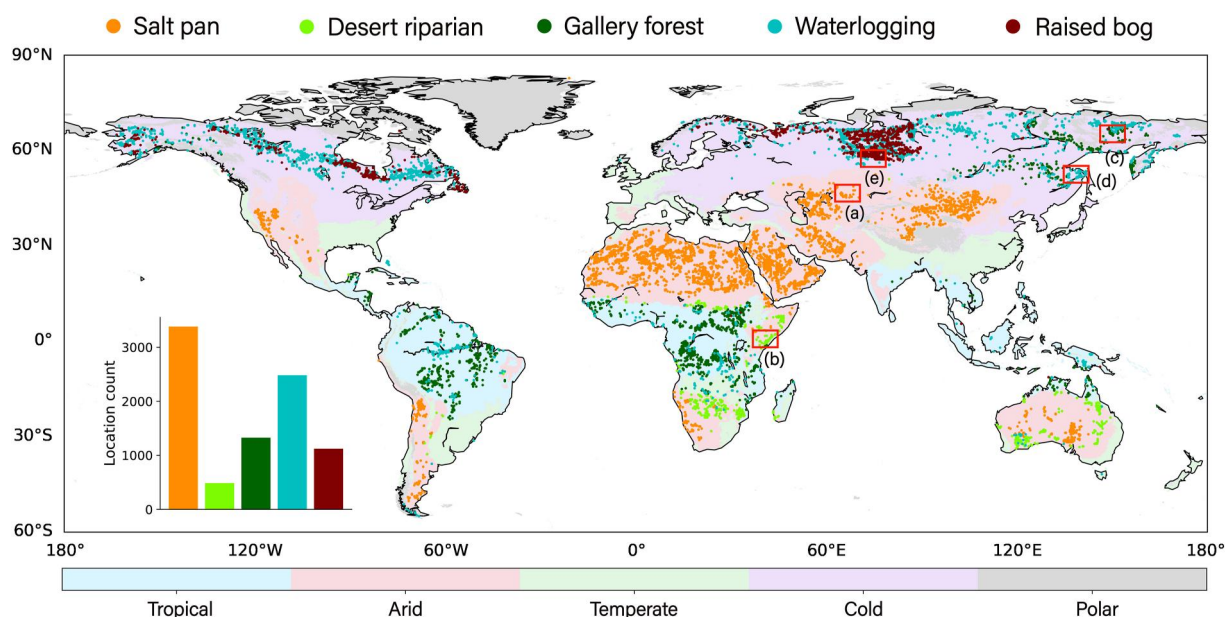 Salt pan Desert riparian Gallery forest Waterlogging Raised bog
90°N
60°N
30°N
0°
30°S
60°S
(c)
(d)
(e)
(a)
(b)
Location count
3000
2000
1000
0
180° 120°W 60°W 0° 60°E 120°E 180°
Tropical Arid Temperate Cold Polar